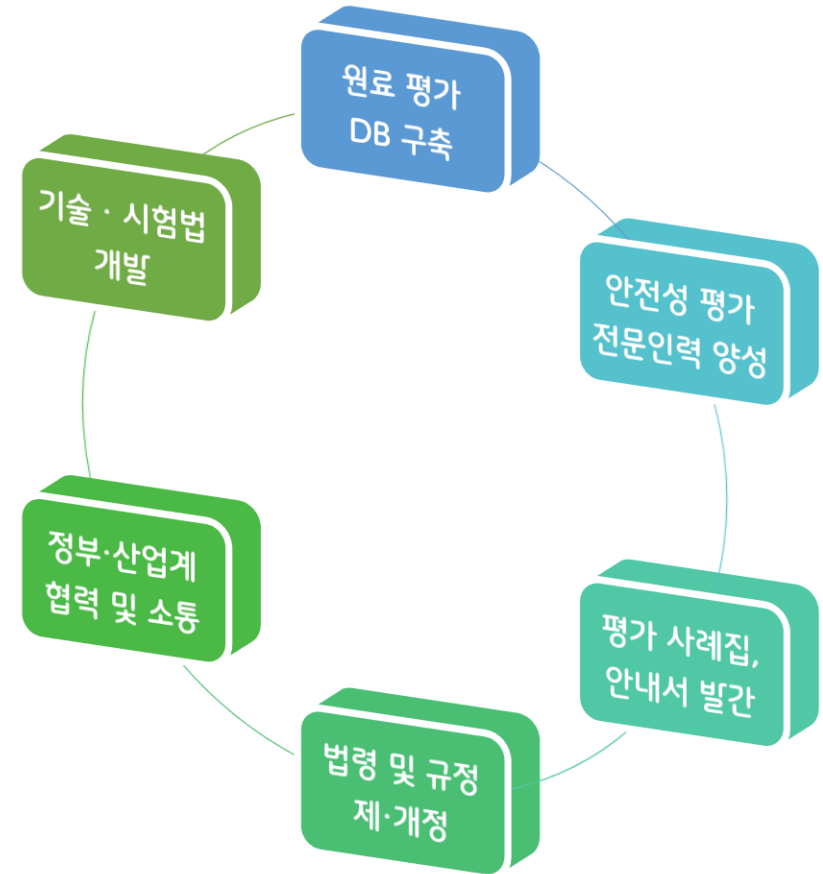 원료 평가
DB 구축
안전성 평가
전문인력 양성
평가 사례집,
안내서 발간
법령 및 규정
제·개정
정부·산업계
협력 및 소통
기술 · 시험법
개발